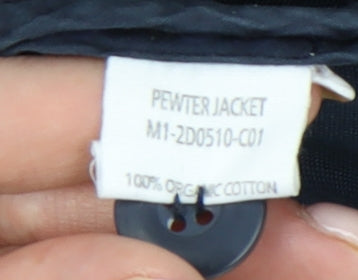 PEWTER JACKET
M1-2D0510-C01
100% ORGANIC COTTON